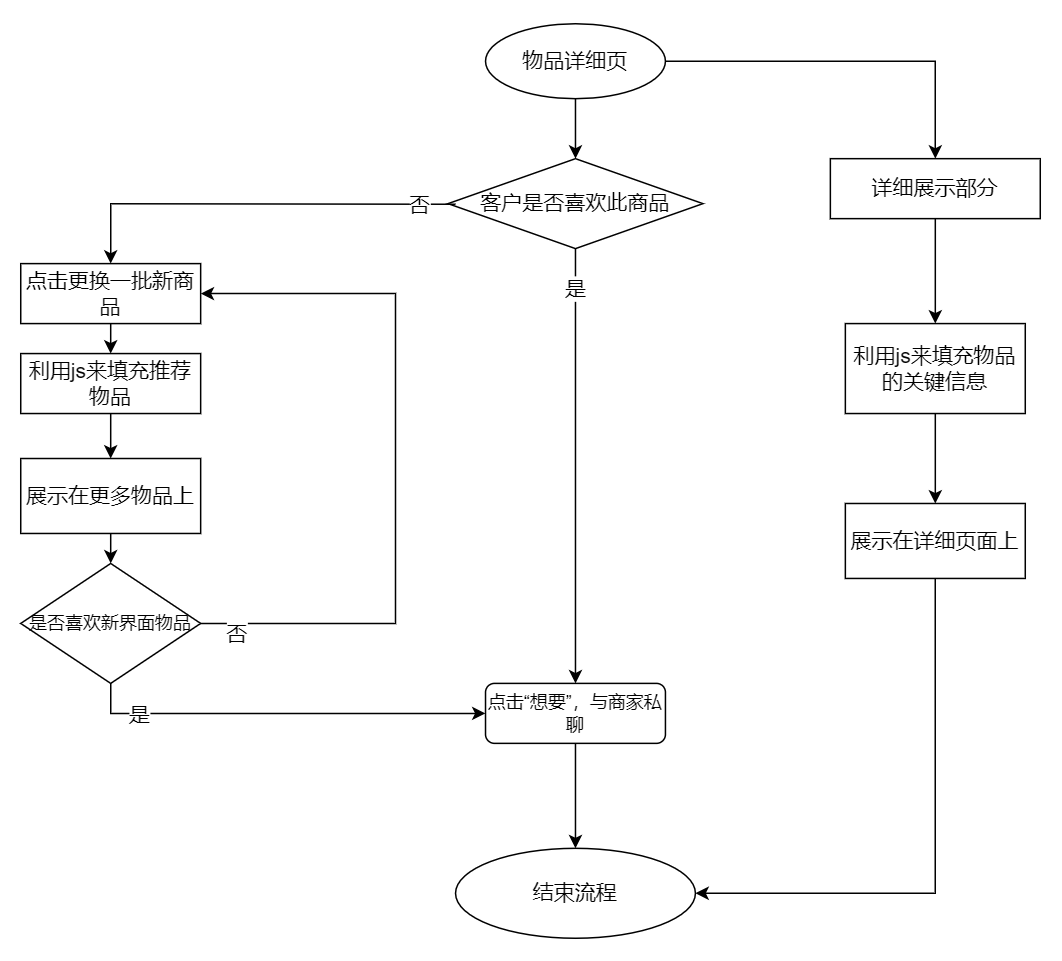 物品详细页
客户是否喜欢此商品
否
详细展示部分
点击更换一批新商
品
是
利用js来填充推荐
物品
利用js来填充物品
的关键信息
展示在更多物品上
展示在详细页面上
是否喜欢新界面物品
否
是
点击“想要”，与商家私
聊
结束流程